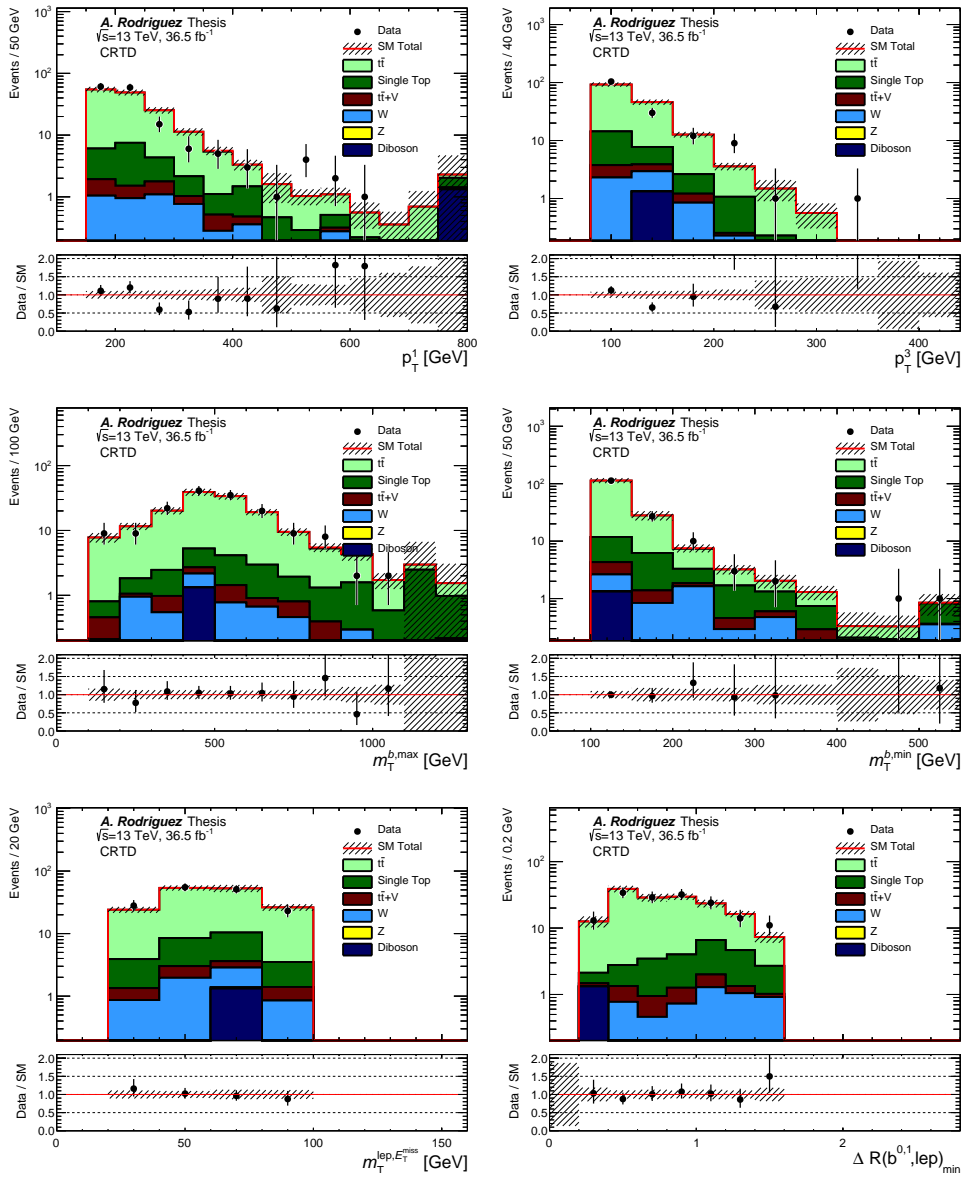 Events / 50 GeV
10³
10²
10
1
A. Rodriguez Thesis
√s=13 TeV, 36.5 fb⁻¹
CRTD
Data
SM Total
tt̄
Single Top
tt̄+V
W
Z
Diboson
Data / SM
2.0
1.5
1.0
0.5
0.0
200 400 600 800
p_T^1 [GeV]
Events / 40 GeV
10³
10²
10
1
A. Rodriguez Thesis
√s=13 TeV, 36.5 fb⁻¹
CRTD
Data
SM Total
tt̄
Single Top
tt̄+V
W
Z
Diboson
Data / SM
2.0
1.5
1.0
0.5
0.0
100 200 300 400
p_T^3 [GeV]
Events / 100 GeV
10²
10
1
A. Rodriguez Thesis
√s=13 TeV, 36.5 fb⁻¹
CRTD
Data
SM Total
tt̄
Single Top
tt̄+V
W
Z
Diboson
Data / SM
2.0
1.5
1.0
0.5
0.0
0 500 1000
m_T^{b,max} [GeV]
Events / 50 GeV
10³
10²
10
1
A. Rodriguez Thesis
√s=13 TeV, 36.5 fb⁻¹
CRTD
Data
SM Total
tt̄
Single Top
tt̄+V
W
Z
Diboson
Data / SM
2.0
1.5
1.0
0.5
0.0
100 200 300 400 500
m_T^{b,min} [GeV]
Events / 20 GeV
10³
10²
10
1
A. Rodriguez Thesis
√s=13 TeV, 36.5 fb⁻¹
CRTD
Data
SM Total
tt̄
Single Top
tt̄+V
W
Z
Diboson
Data / SM
2.0
1.5
1.0
0.5
0.0
0 50 100 150
m_T^{lep,E_T^{miss}} [GeV]
Events / 0.2 GeV
10²
10
1
A. Rodriguez Thesis
√s=13 TeV, 36.5 fb⁻¹
CRTD
Data
SM Total
tt̄
Single Top
tt̄+V
W
Z
Diboson
Data / SM
2.0
1.5
1.0
0.5
0.0
0 1 2
Δ R(b^{0,1},lep)_{min}